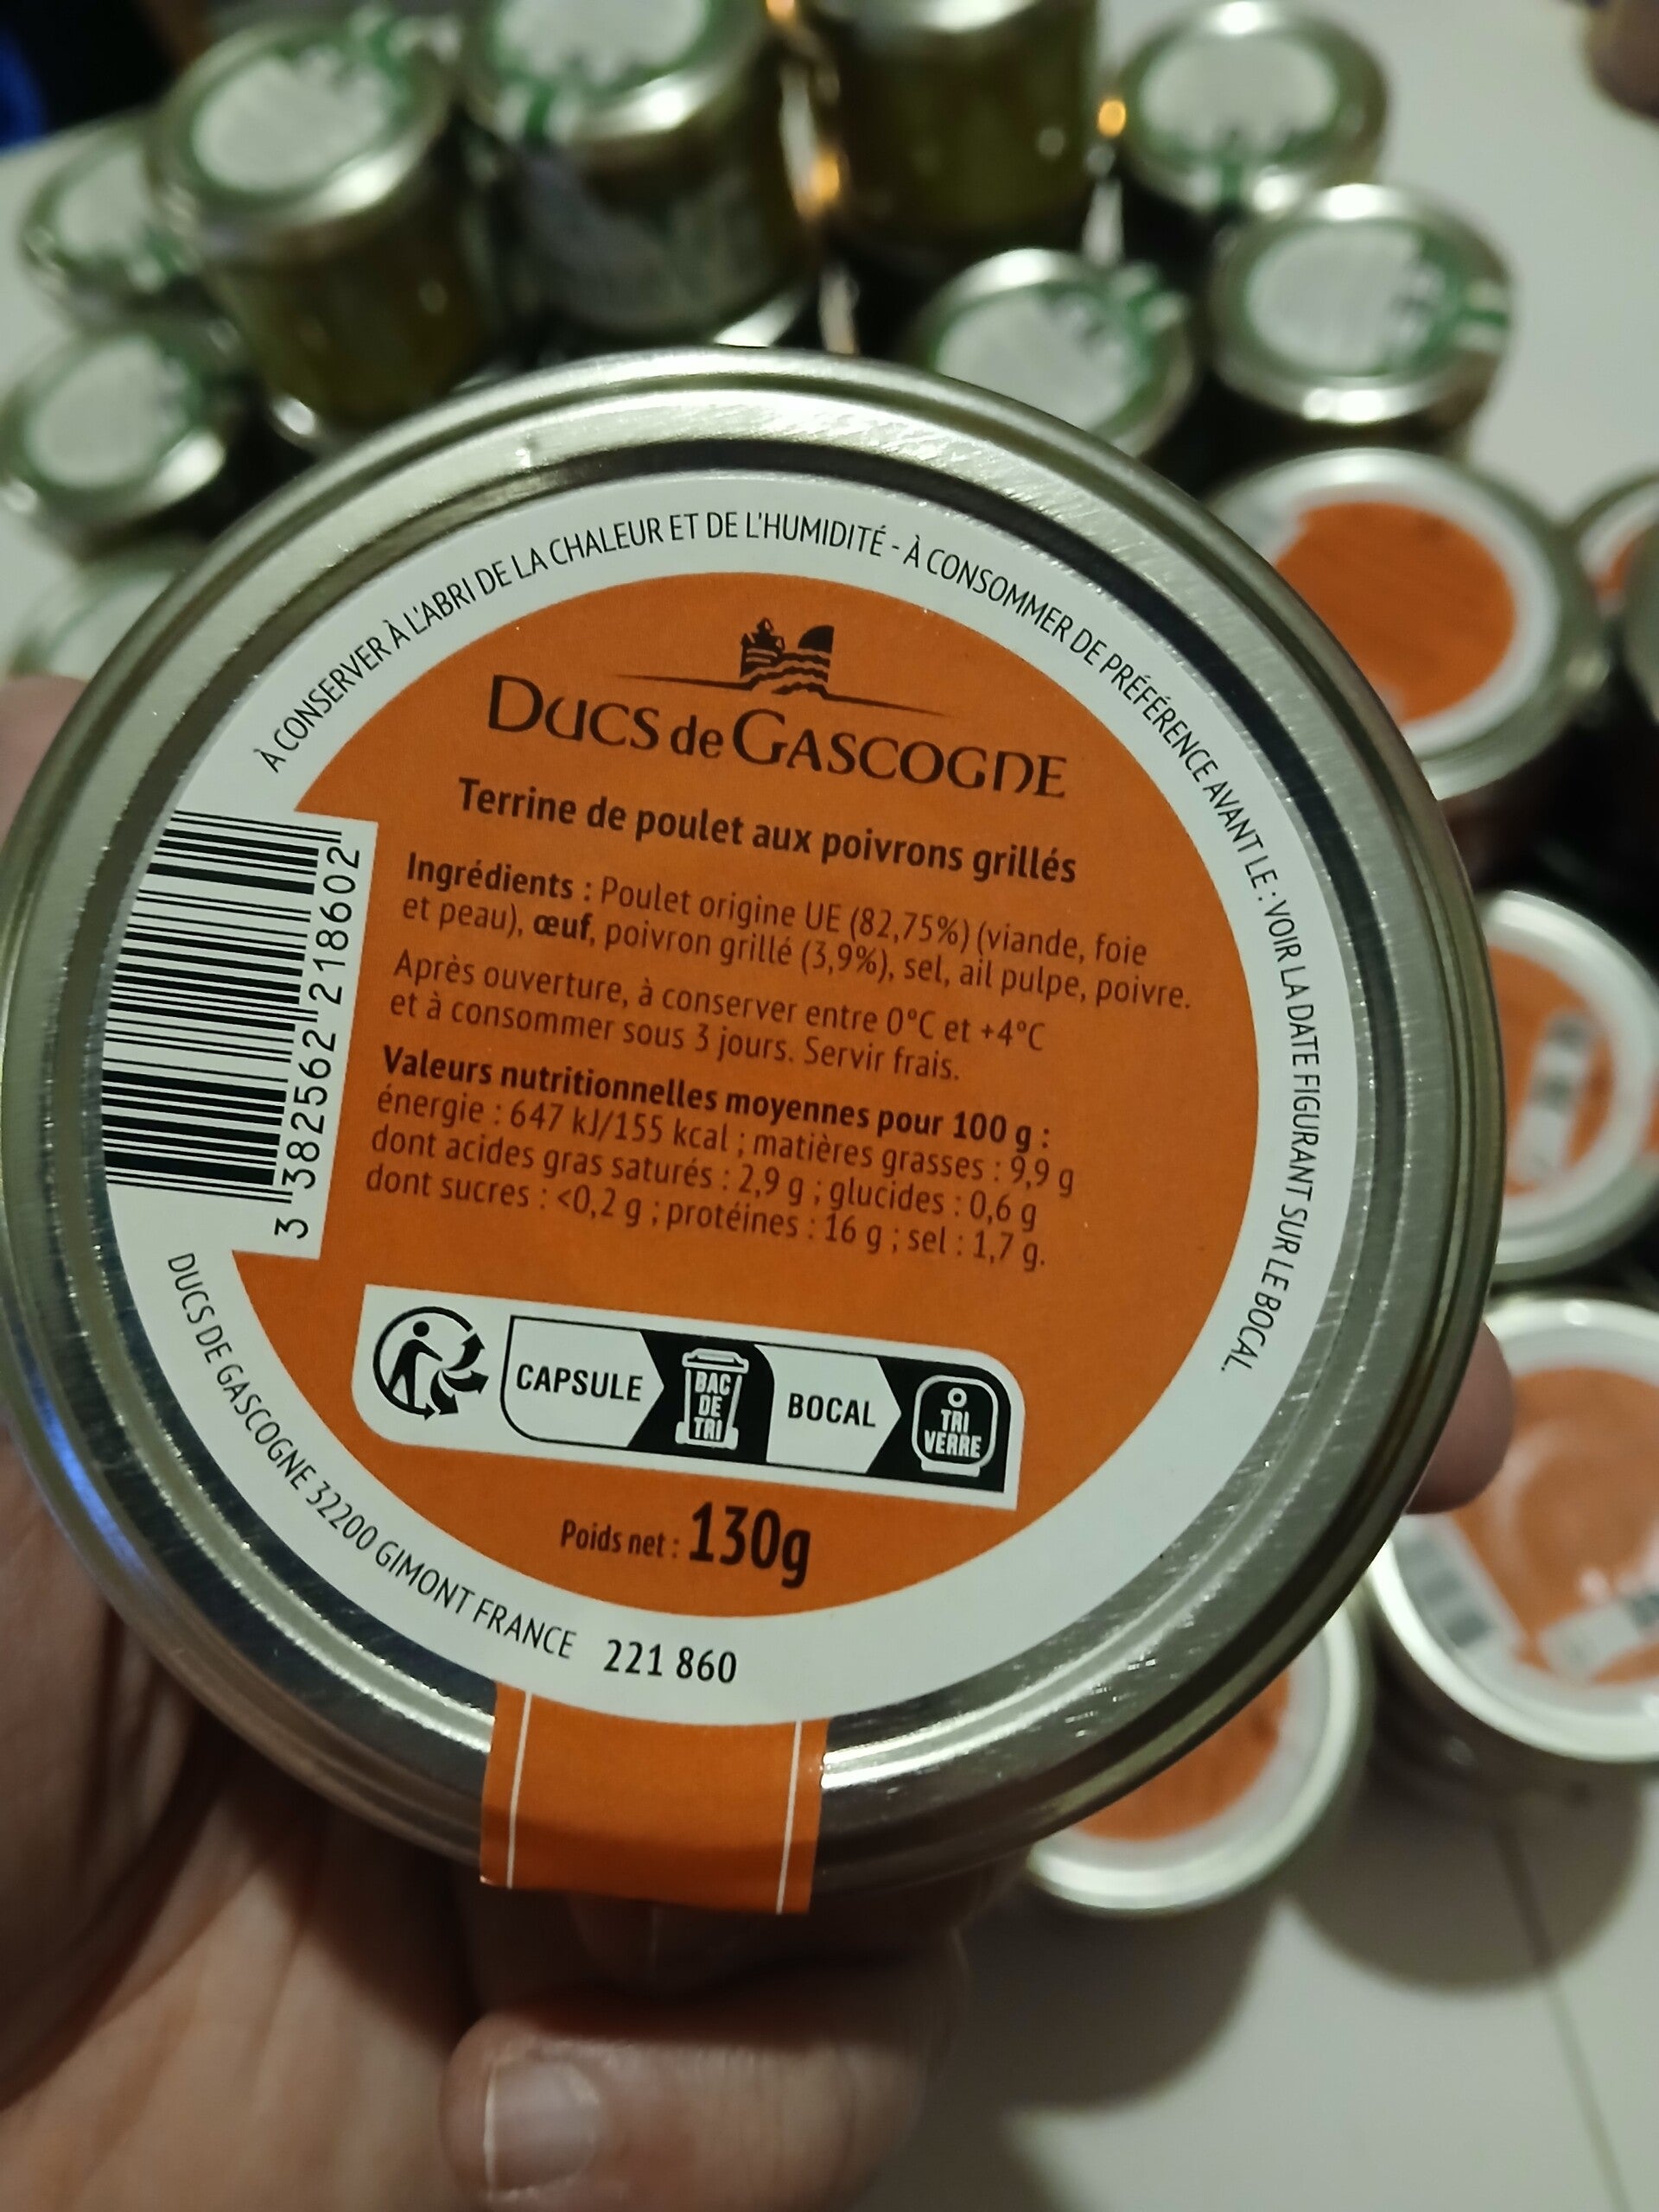 À CONSERVER À L'ABRI DE LA CHALEUR ET DE L'HUMIDITÉ - À CONSOMMER DE PRÉFÉRENCE AVANT LE : VOIR LA DATE FIGURANT SUR LE BOCAL.
DUCS de GASCOGNE
Terrine de poulet aux poivrons grillés
Ingrédients : Poulet origine UE (82,75%) (viande, foie
et peau), œuf, poivron grillé (3,9%), sel, ail pulpe, poivre.
Après ouverture, à conserver entre 0°C et +4°C
et à consommer sous 3 jours. Servir frais.
Valeurs nutritionnelles moyennes pour 100 g :
énergie : 647 kJ/155 kcal ; matières grasses : 9,9 g
dont acides gras saturés : 2,9 g ; glucides : 0,6 g
dont sucres : <0,2 g ; protéines : 16 g ; sel : 1,7 g.
3 382562 218602
CAPSULE
BAC
DE
TRI
BOCAL
TRI
VERRE
Poids net : 130g
DUCS DE GASCOGNE 32200 GIMONT FRANCE 221 860